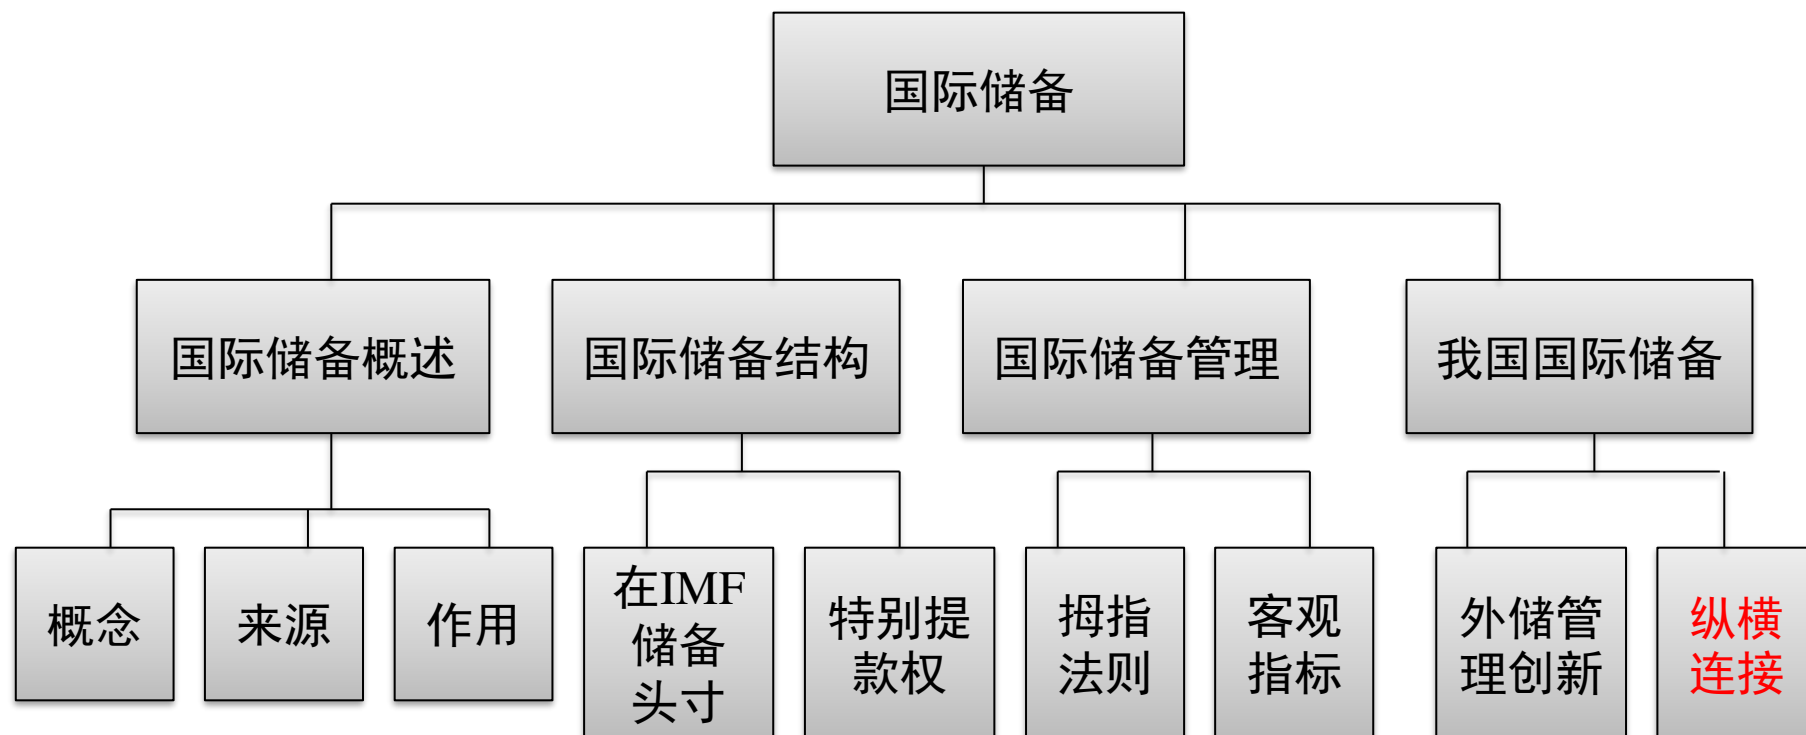 国际储备
国际储备概述
国际储备结构
国际储备管理
我国国际储备
概念
来源
作用
在IMF
储备
头寸
特别提
款权
拇指
法则
客观
指标
外储管
理创新
纵横
连接